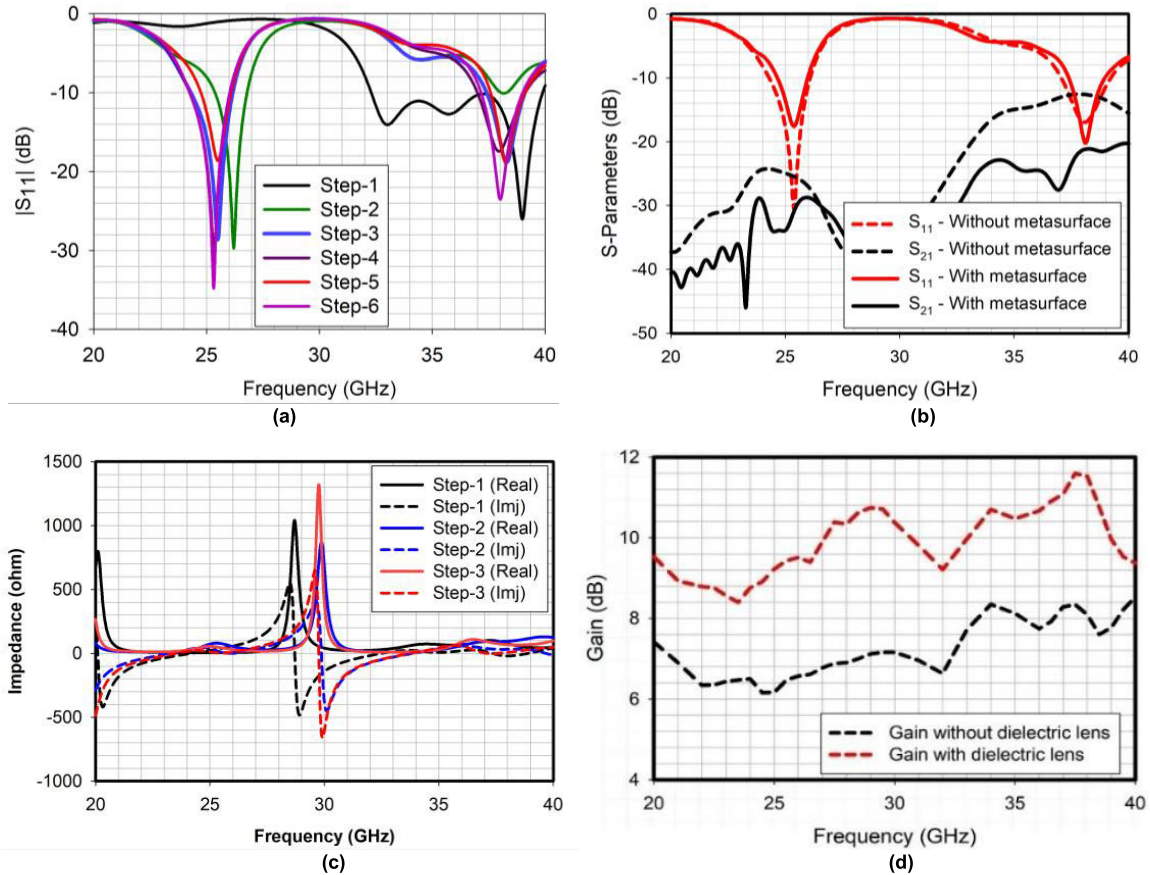 0
-10
-20
-30
-40
|S11| (dB)
Step-1
Step-2
Step-3
Step-4
Step-5
Step-6
20 25 30 35 40
Frequency (GHz)
(a)
0
-10
-20
-30
-40
-50
S-Parameters (dB)
S11 - Without metasurface
S21 - Without metasurface
S11 - With metasurface
S21 - With metasurface
20 25 30 35 40
Frequency (GHz)
(b)
1500
1000
500
0
-500
-1000
Impedance (ohm)
Step-1 (Real)
Step-1 (Imj)
Step-2 (Real)
Step-2 (Imj)
Step-3 (Real)
Step-3 (Imj)
20 25 30 35 40
Frequency (GHz)
(c)
12
10
8
6
4
Gain (dB)
Gain without dielectric lens
Gain with dielectric lens
20 25 30 35 40
Frequency (GHz)
(d)